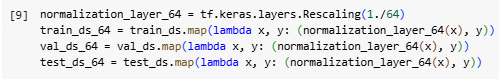 [9] normalization_layer_64 = tf.keras.layers.Rescaling(1./64)
train_ds_64 = train_ds.map(lambda x, y: (normalization_layer_64(x), y))
val_ds_64 = val_ds.map(lambda x, y: (normalization_layer_64(x), y))
test_ds_64 = test_ds.map(lambda x, y: (normalization_layer_64(x), y))